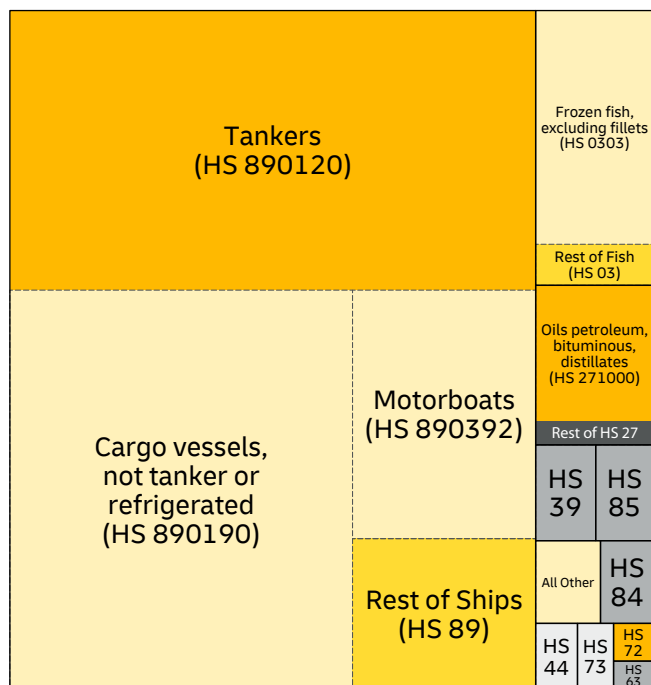 Tankers
(HS 890120)
Cargo vessels,
not tanker or
refrigerated
(HS 890190)
Motorboats
(HS 890392)
Rest of Ships
(HS 89)
Frozen fish,
excluding fillets
(HS 0303)
Rest of Fish
(HS 03)
Oils petroleum,
bituminous,
distillates
(HS 271000)
Rest of HS 27
HS
39
HS
85
All Other
HS
84
HS
44
HS
73
HS
72
HS
63